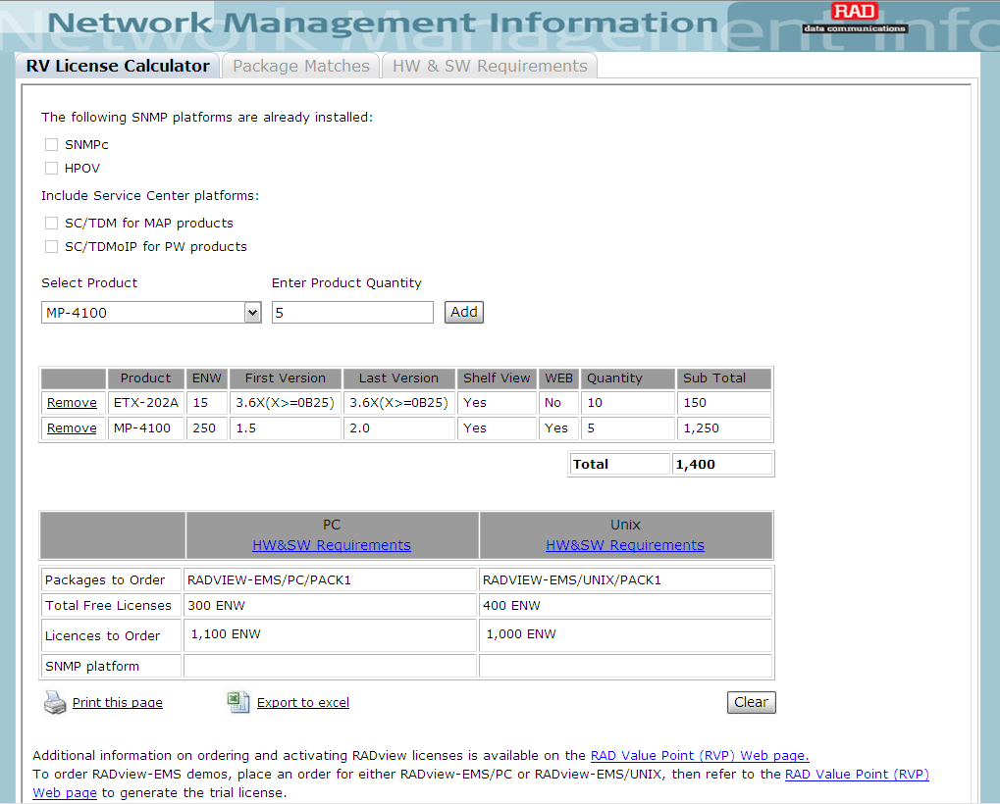 Network Management Information
RAD
data communications
RV License Calculator Package Matches HW & SW Requirements
The following SNMP platforms are already installed:
SNMPc
HPOV
Include Service Center platforms:
SC/TDM for MAP products
SC/TDMoIP for PW products
Select Product Enter Product Quantity
MP-4100 5 Add
Product ENW First Version Last Version Shelf View WEB Quantity Sub Total
Remove ETX-202A 15 3.6X(X>=0B25) 3.6X(X>=0B25) Yes No 10 150
Remove MP-4100 250 1.5 2.0 Yes Yes 5 1,250
Total 1,400
PC Unix
HW&SW Requirements HW&SW Requirements
Packages to Order RADVIEW-EMS/PC/PACK1 RADVIEW-EMS/UNIX/PACK1
Total Free Licenses 300 ENW 400 ENW
Licences to Order 1,100 ENW 1,000 ENW
SNMP platform
Print this page Export to excel Clear
Additional information on ordering and activating RADview licenses is available on the RAD Value Point (RVP) Web page.
To order RADview-EMS demos, place an order for either RADview-EMS/PC or RADview-EMS/UNIX, then refer to the RAD Value Point (RVP)
Web page to generate the trial license.